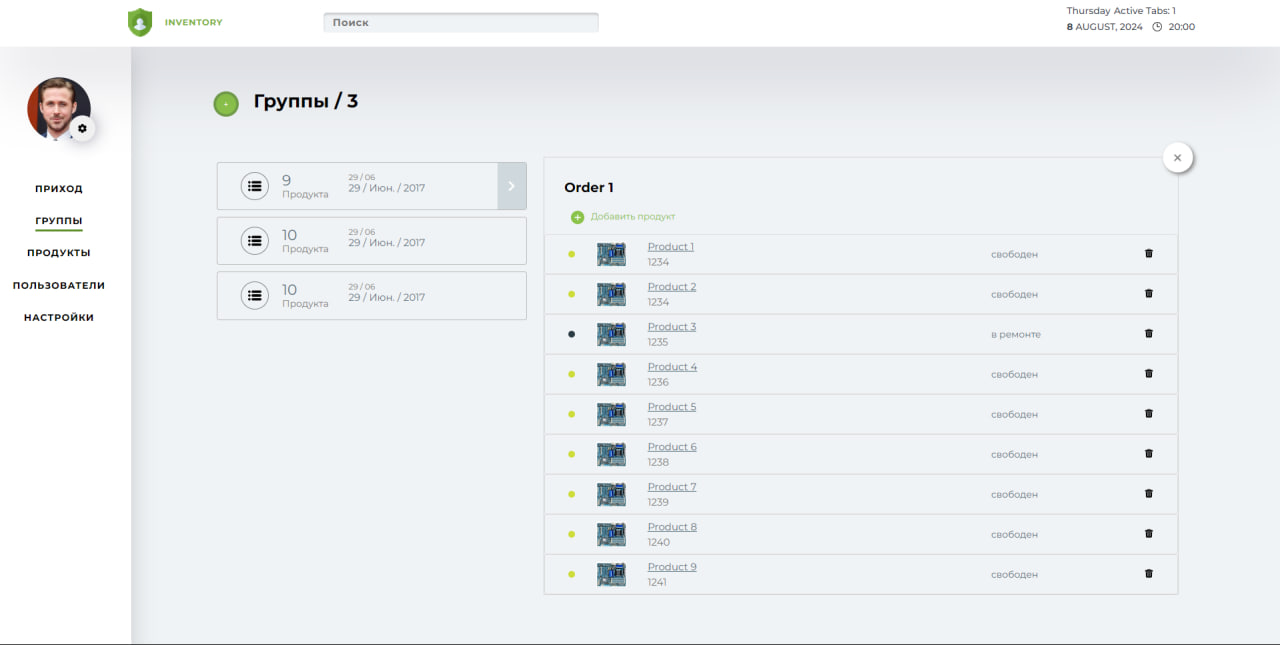 INVENTORY
Поиск
Thursday Active Tabs: 1
8 AUGUST, 2024 20:00
ПРИХОД
ГРУППЫ
ПРОДУКТЫ
ПОЛЬЗОВАТЕЛИ
НАСТРОЙКИ
Группы / 3
9
Продукта
29 / 06
29 / Июн. / 2017
10
Продукта
29 / 06
29 / Июн. / 2017
10
Продукта
29 / 06
29 / Июн. / 2017
Order 1
Добавить продукт
Product 1
1234
свободен
Product 2
1234
свободен
Product 3
1235
в ремонте
Product 4
1236
свободен
Product 5
1237
свободен
Product 6
1238
свободен
Product 7
1239
свободен
Product 8
1240
свободен
Product 9
1241
свободен